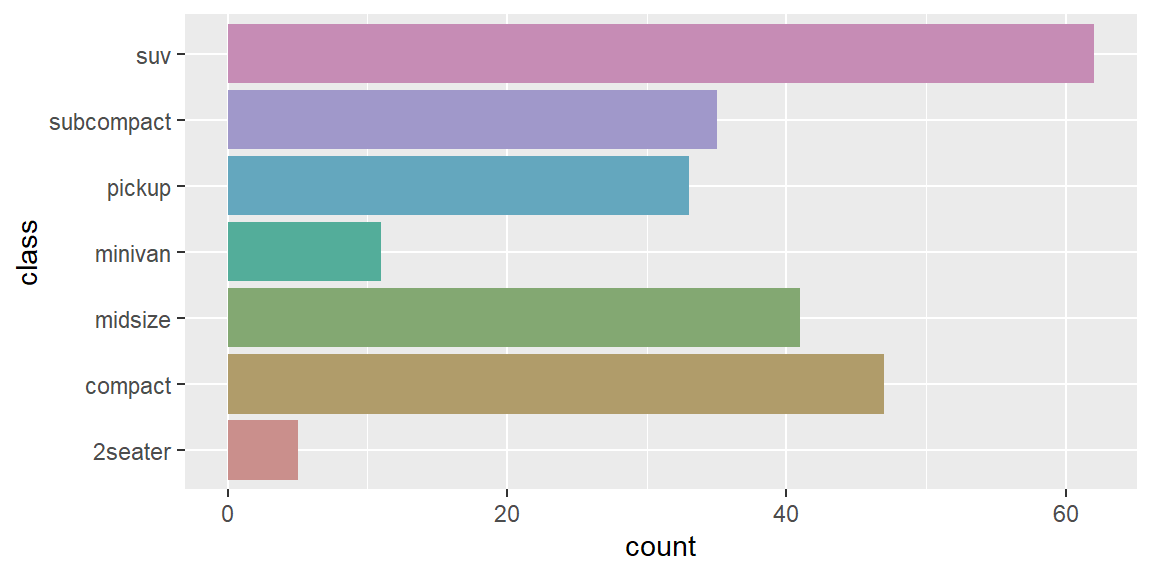 suv
subcompact
pickup
minivan
midsize
compact
2seater
class
0 20 40 60
count